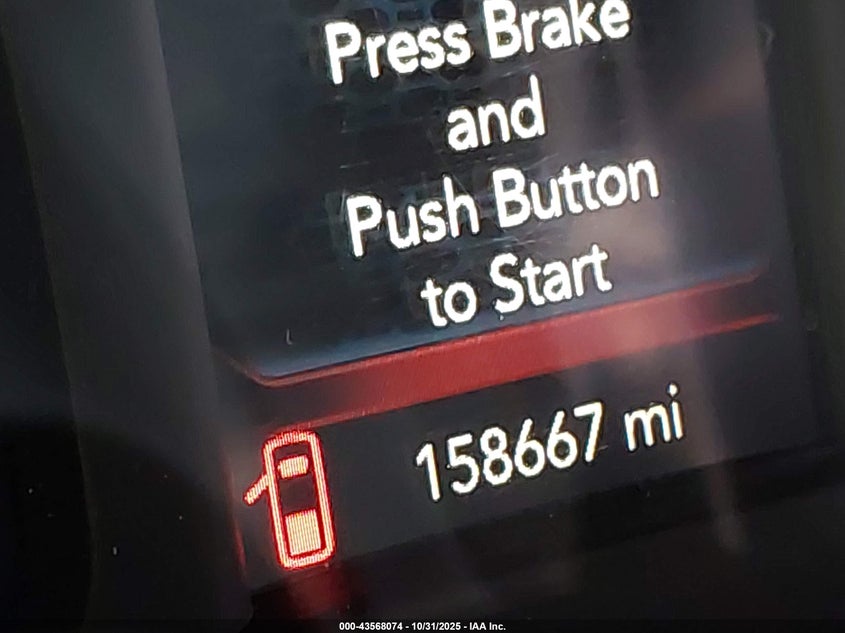 Press Brake
and
Push Button
to Start
158667 mi
000-43568074 - 10/31/2025 - IAA Inc.